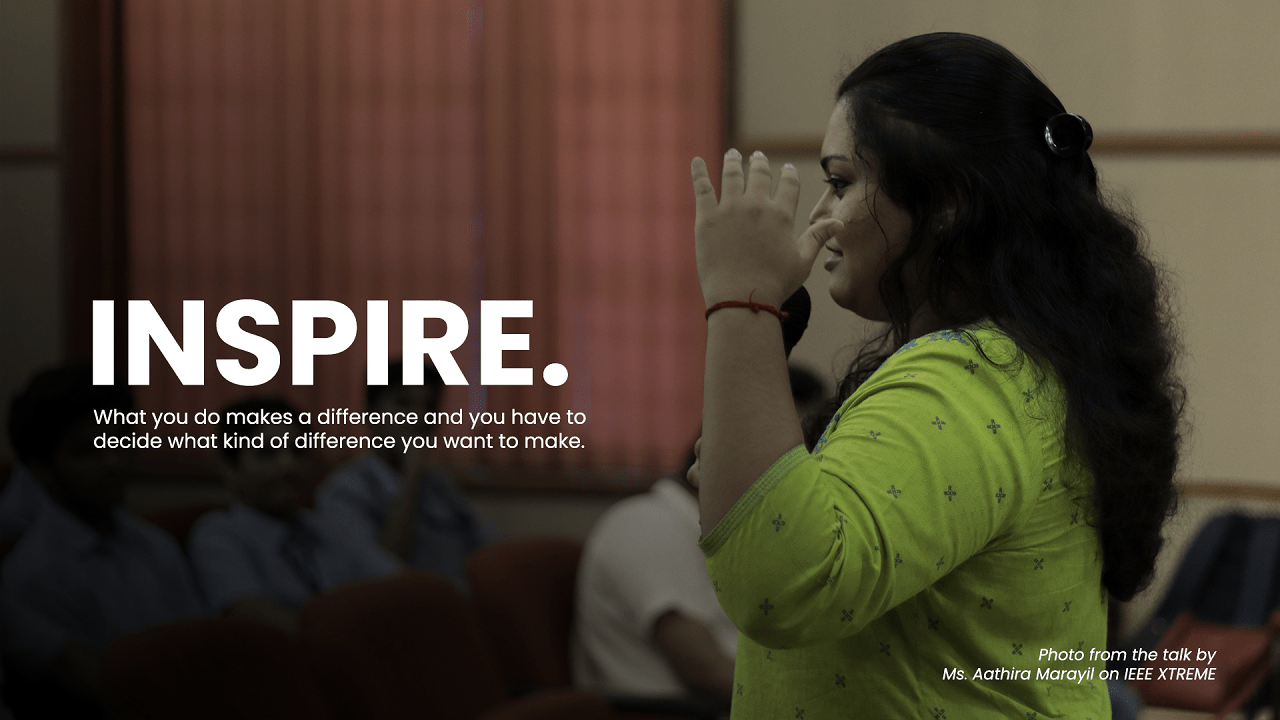 INSPIRE.
What you do makes a difference and you have to
decide what kind of difference you want to make.
Photo from the talk by
Ms. Aathira Marayil on IEEE XTREME